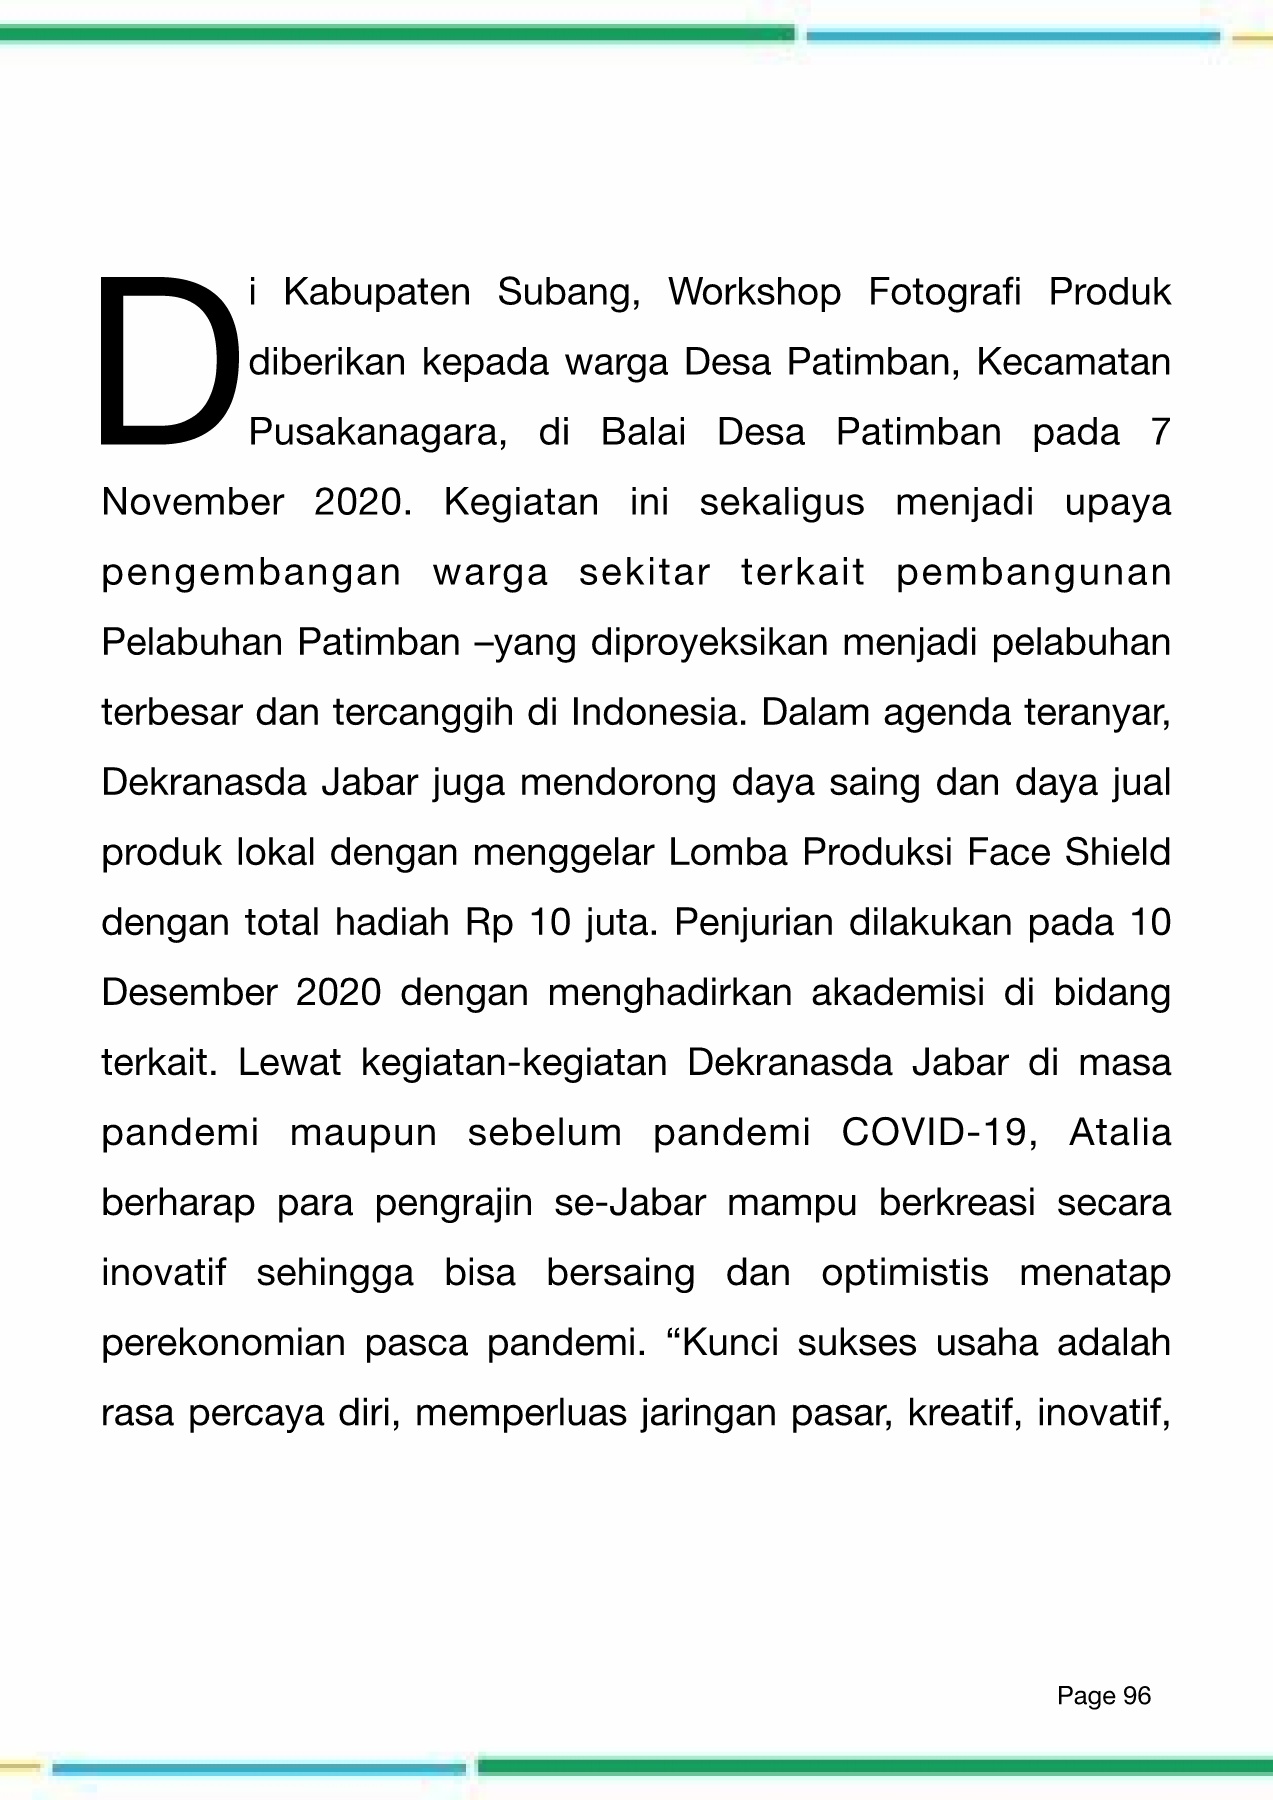 Di Kabupaten Subang, Workshop Fotografi Produk
diberikan kepada warga Desa Patimban, Kecamatan
Pusakanagara, di Balai Desa Patimban pada 7
November 2020. Kegiatan ini sekaligus menjadi upaya
pengembangan warga sekitar terkait pembangunan
Pelabuhan Patimban –yang diproyeksikan menjadi pelabuhan
terbesar dan tercanggih di Indonesia. Dalam agenda teranyar,
Dekranasda Jabar juga mendorong daya saing dan daya jual
produk lokal dengan menggelar Lomba Produksi Face Shield
dengan total hadiah Rp 10 juta. Penjurian dilakukan pada 10
Desember 2020 dengan menghadirkan akademisi di bidang
terkait. Lewat kegiatan-kegiatan Dekranasda Jabar di masa
pandemi maupun sebelum pandemi COVID-19, Atalia
berharap para pengrajin se-Jabar mampu berkreasi secara
inovatif sehingga bisa bersaing dan optimistis menatap
perekonomian pasca pandemi. “Kunci sukses usaha adalah
rasa percaya diri, memperluas jaringan pasar, kreatif, inovatif,
Page 96